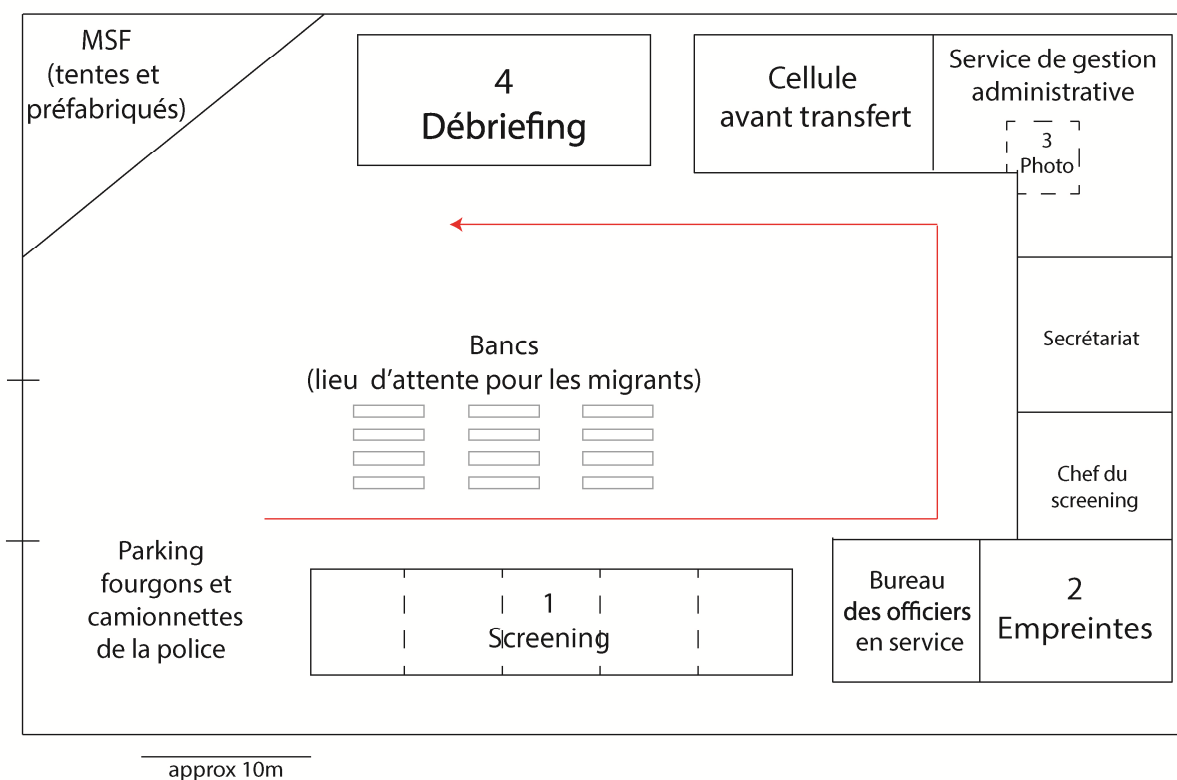 MSF
(tentes et
préfabriqués)
4
Débriefing
Cellule
avant transfert
Service de gestion
administrative
3
Photo
Bancs
(lieu d'attente pour les migrants)
Secrétariat
Chef du
screening
Parking
fourgons et
camionnettes
de la police
1
Screening
Bureau
des officiers
en service
2
Empreintes
approx 10m